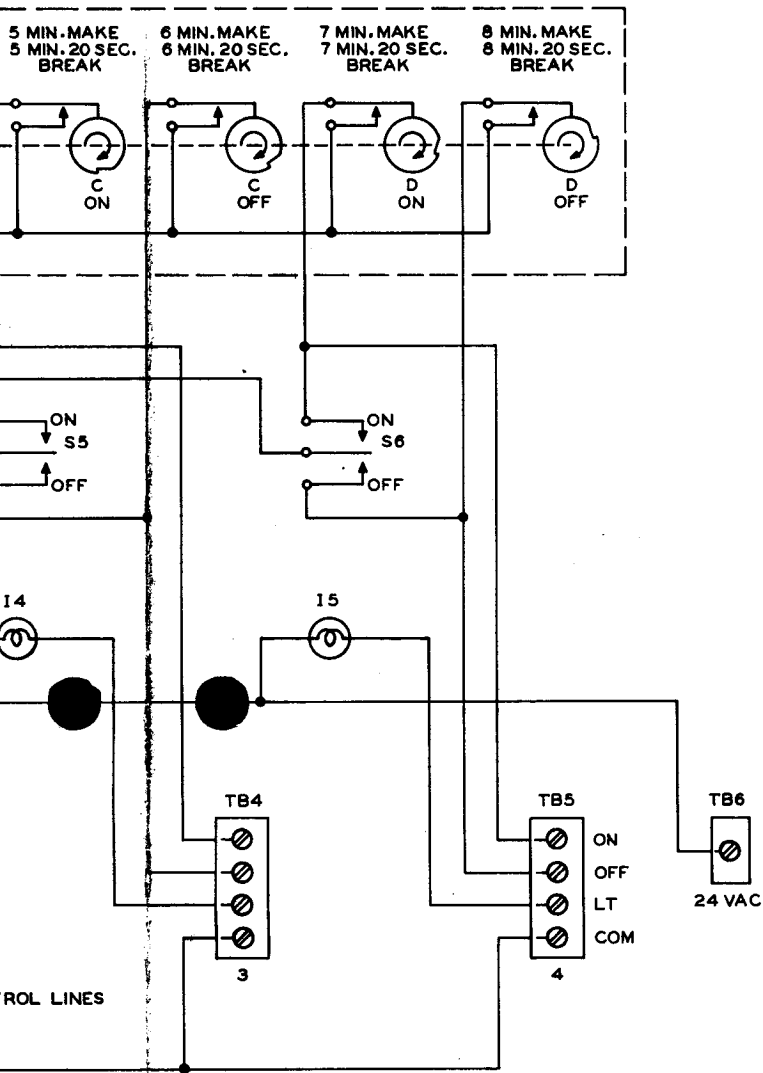 5 MIN. MAKE
5 MIN. 20 SEC.
BREAK
6 MIN. MAKE
6 MIN. 20 SEC.
BREAK
7 MIN. MAKE
7 MIN. 20 SEC.
BREAK
8 MIN. MAKE
8 MIN. 20 SEC.
BREAK
C
ON
C
OFF
D
ON
D
OFF
ON
S5
OFF
ON
S6
OFF
I4
I5
TB4
3
TB5
ON
OFF
LT
COM
4
TB6
24 VAC
TROL LINES